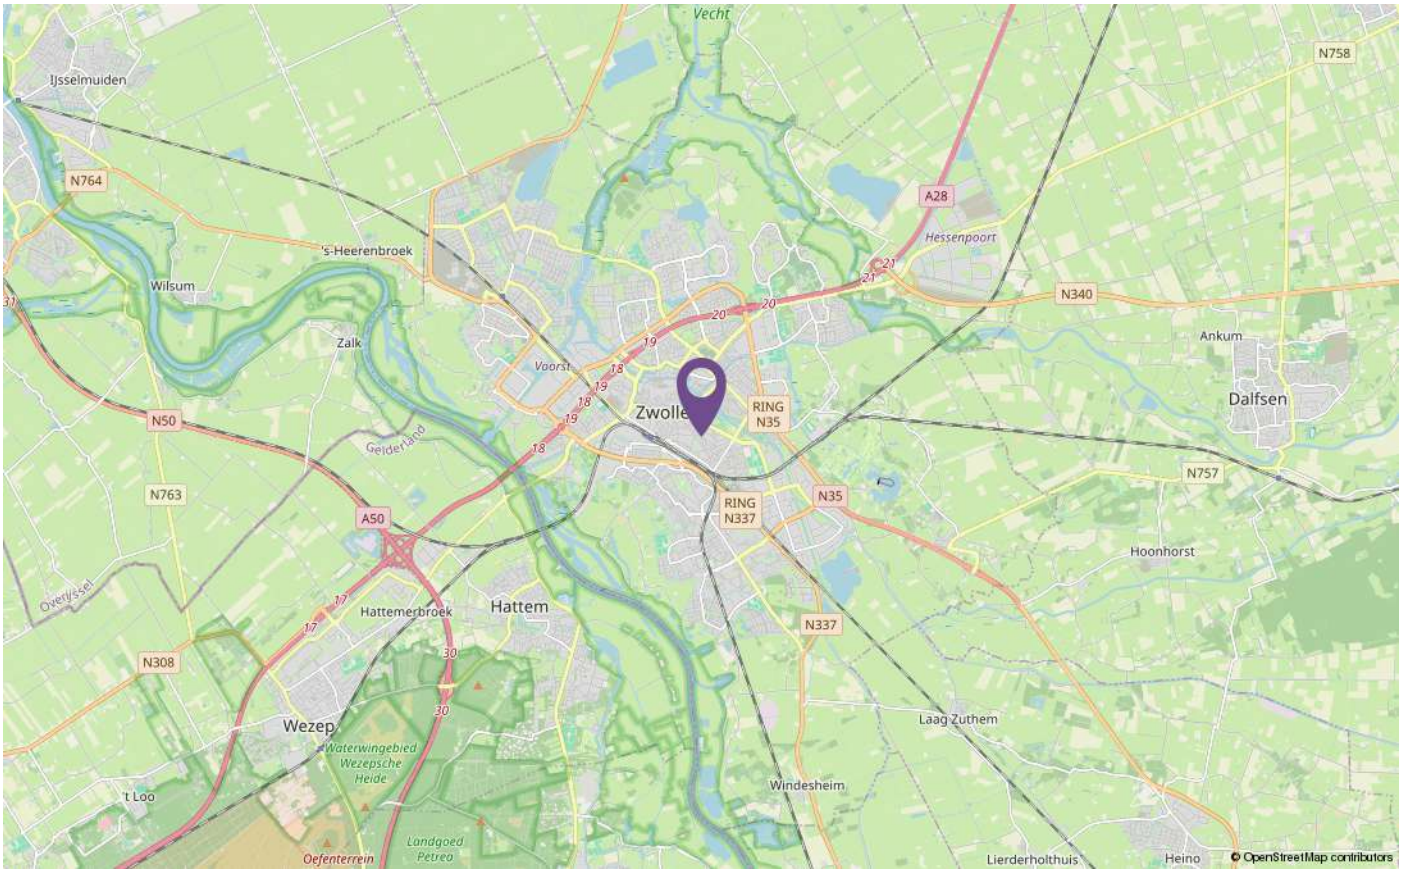 Vecht
N758
IJsselmuiden
N764
A28
Hessenpoort
's-Heerenbroek
21
21
Wilsum
N340
31
20
20
Ankum
Zalk
19
Voorst
18
19
18
Dalfsen
Zwolle
RING
N35
N50
19
Gelderland
18
N757
N763
N35
RING
N337
A50
Hoonhorst
Overijssel
17
Hattemerbroek
Hattem
17
N337
30
N308
30
Laag Zuthem
Wezep
Waterwingebied
Wezepsche
Heide
Windesheim
't Loo
Landgoed
Petrea
Oefenterrein
Lierderholthuis
Heino
© OpenStreetMap contributors